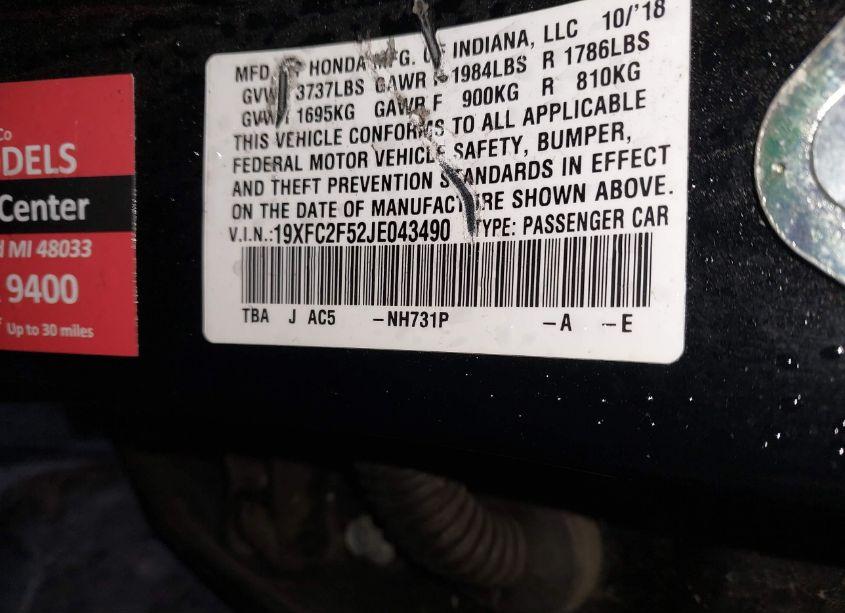 Co
ODELS
Center
d MI 48033
9400
Up to 30 miles
MFD. BY HONDA MFG. OF INDIANA, LLC 10/'18
GVWR 3737LBS GAWR F 1984LBS R 1786LBS
GVWR 1695KG GAWR F 900KG R 810KG
THIS VEHICLE CONFORMS TO ALL APPLICABLE
FEDERAL MOTOR VEHICLE SAFETY, BUMPER,
AND THEFT PREVENTION STANDARDS IN EFFECT
ON THE DATE OF MANUFACTURE SHOWN ABOVE.
V.I.N.:19XFC2F52JE043490 TYPE: PASSENGER CAR
TBA J AC5 -NH731P -A -E